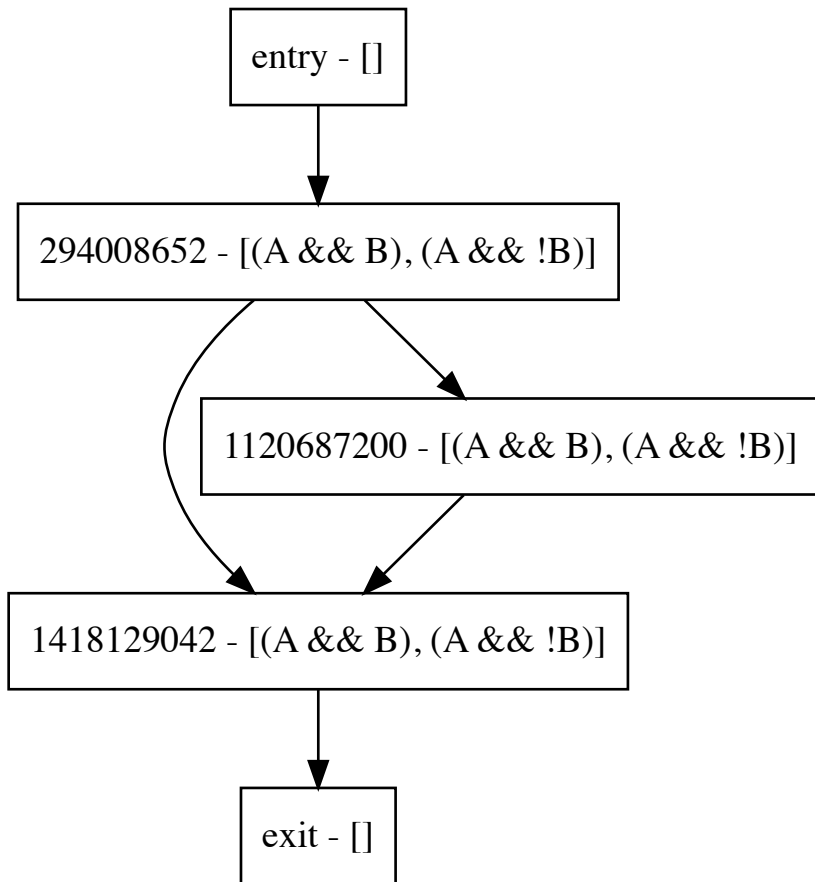 entry - []
294008652 - [(A && B), (A && !B)]
1120687200 - [(A && B), (A && !B)]
1418129042 - [(A && B), (A && !B)]
exit - []